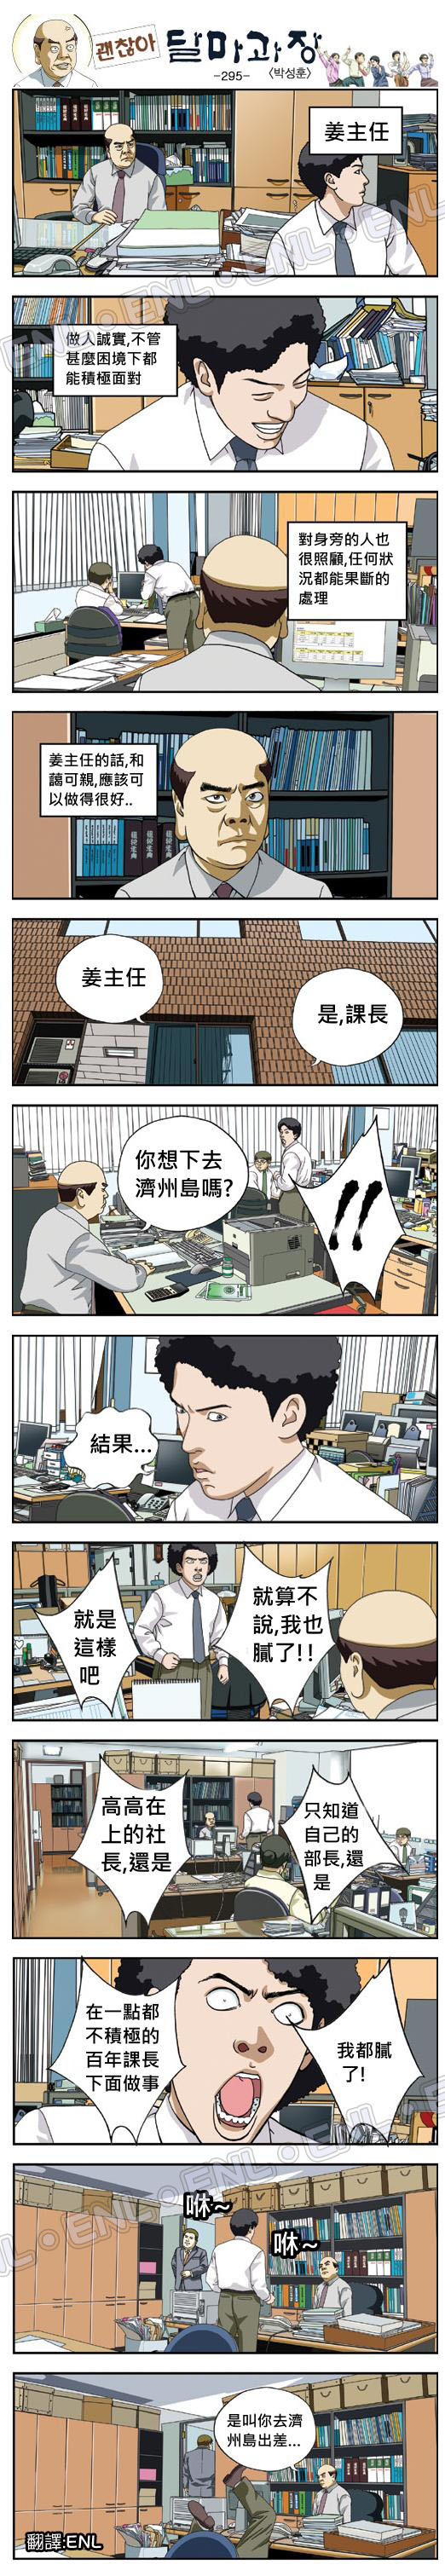 괜찮아 달마과장
-295- <박성훈>
姜主任
做人誠實,不管
甚麼困境下都
能積極面對
對身旁的人也
很照顧,任何狀
況都能果斷的
處理
姜主任的話,和
藹可親,應該可
以做得很好..
姜主任
是,課長
你想下去
濟州島嗎?
!!
結果...
就是
這樣
吧
就算不
說,我也
膩了!!
高高在
上的社
長,還是
只知道
自己的
部長,還
是
在一點都
不積極的
百年課長
下面做事
我都膩
了!
咻~
咻~
是叫你去濟
州島出差...
翻譯:ENL
ENL